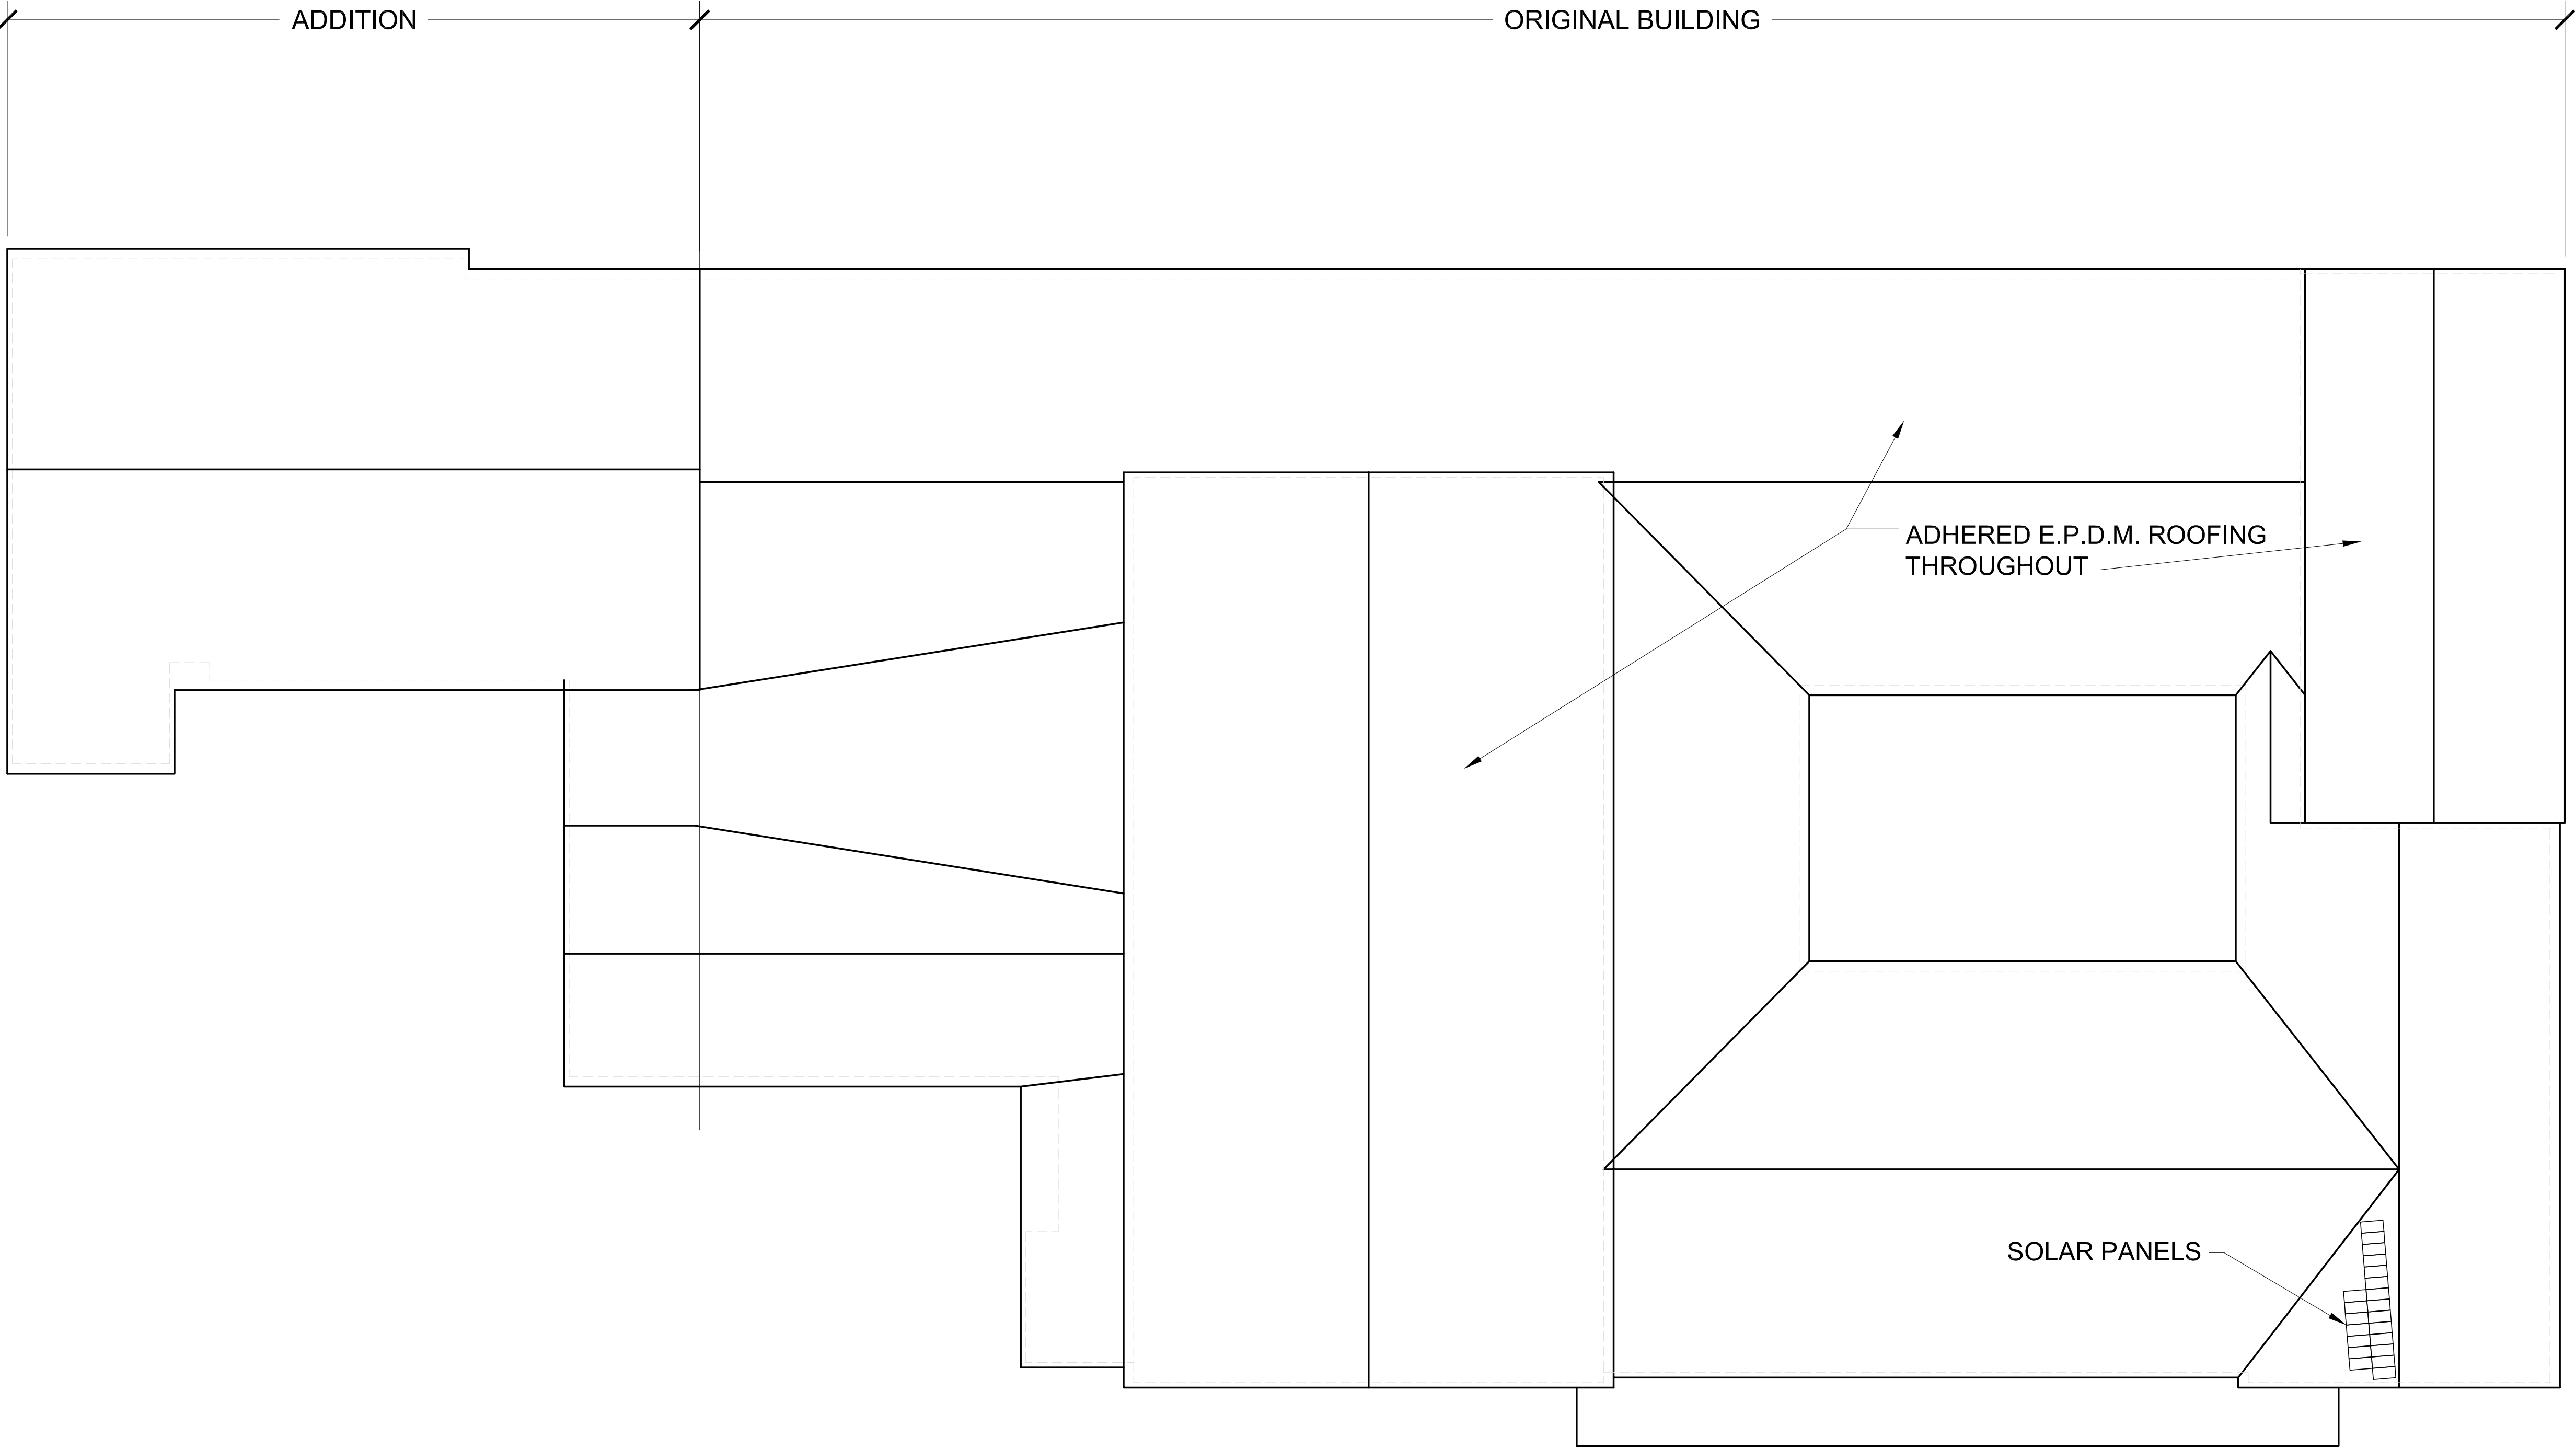 ADDITION
ORIGINAL BUILDING
ADHERED E.P.D.M. ROOFING
THROUGHOUT
SOLAR PANELS